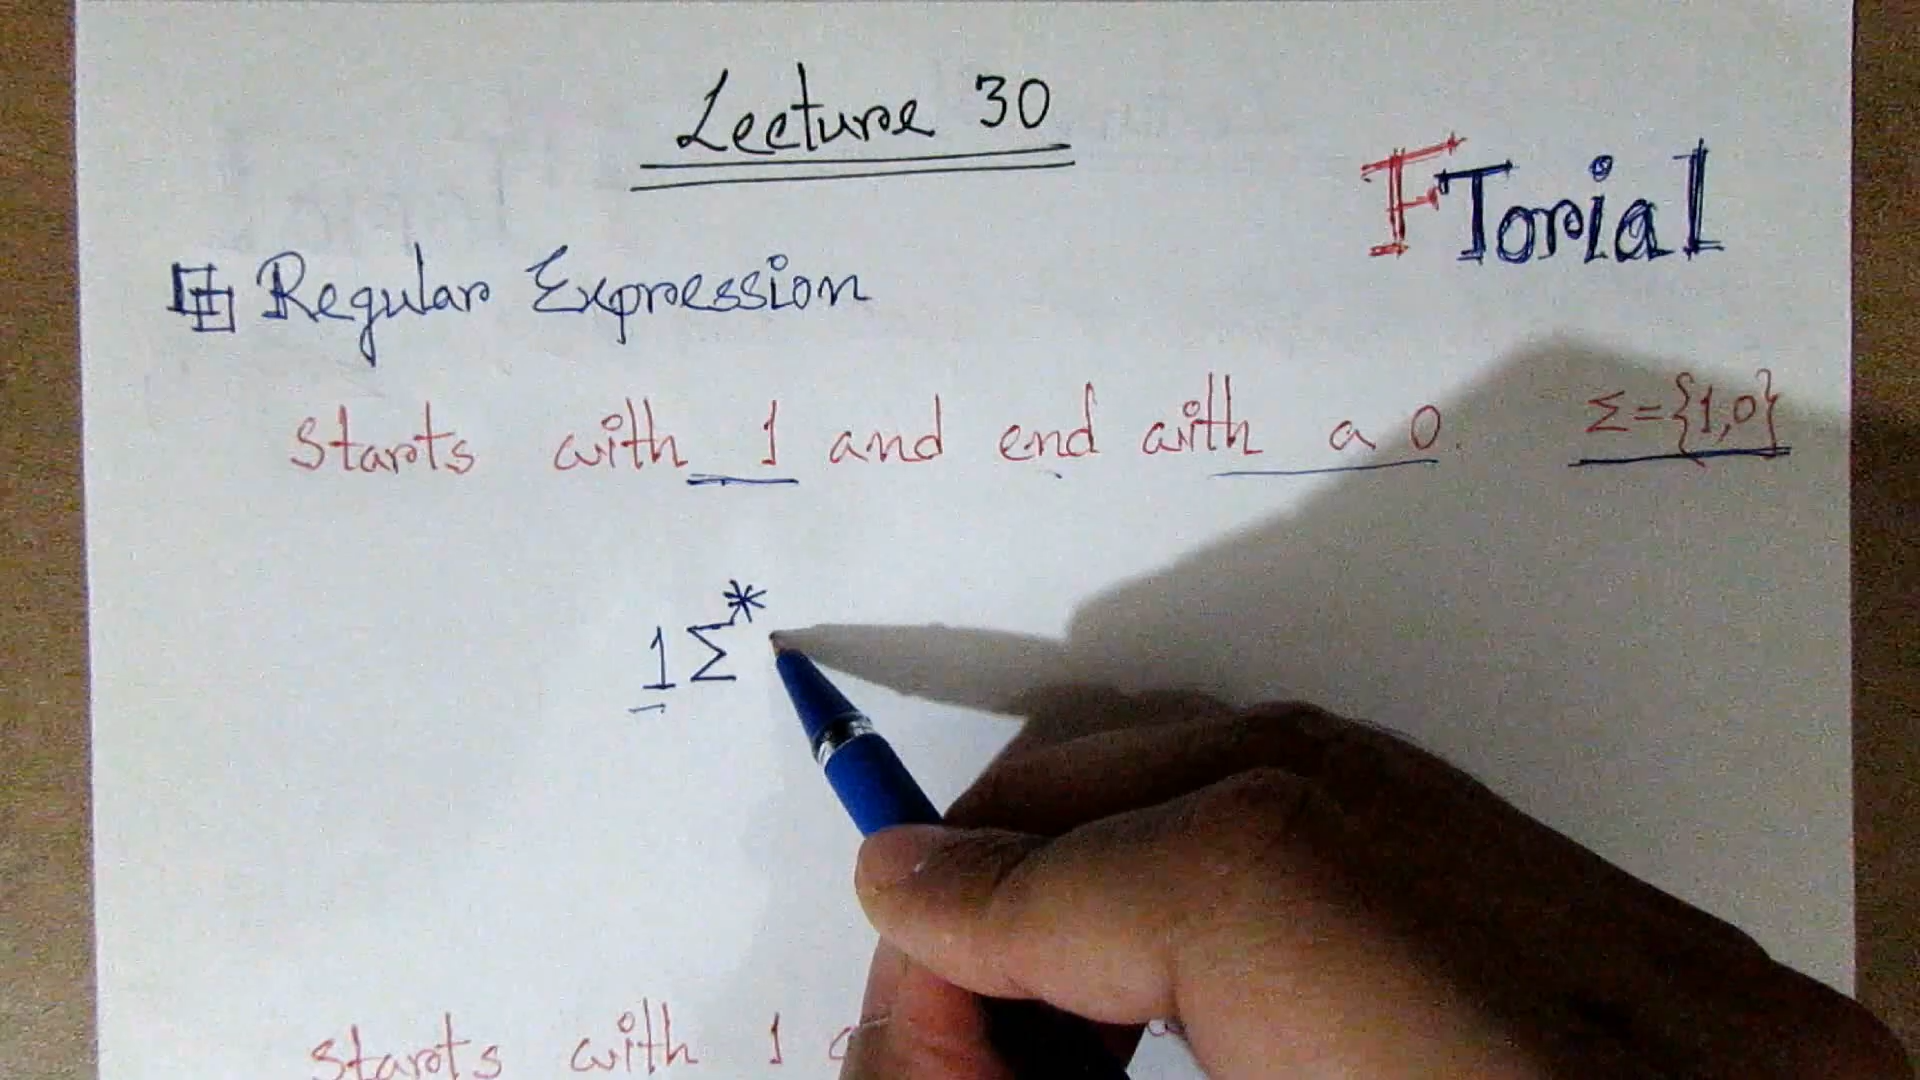 Lecture 30
FTorial
Regular Expression
Starts with 1 and end with a 0. Σ={1,0}
1Σ*
Starts with 1